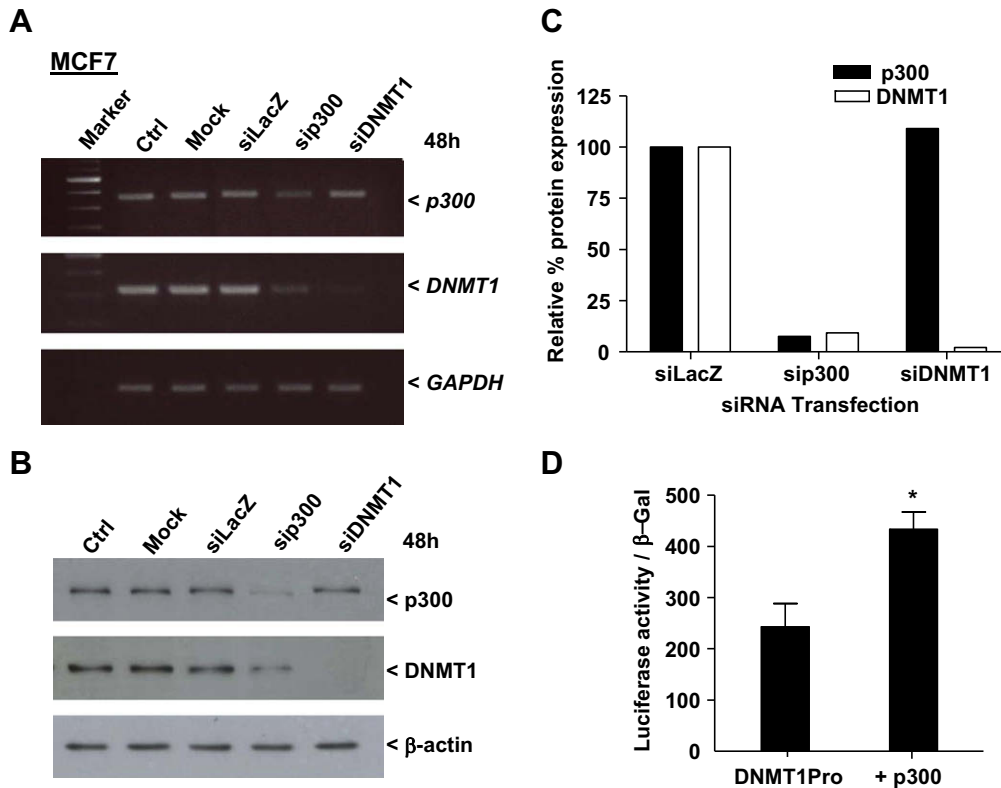 A
MCF7
Marker
Ctrl
Mock
siLacZ
sip300
siDNMT1
48h
< p300
< DNMT1
< GAPDH
B
Ctrl
Mock
siLacZ
sip300
siDNMT1
48h
< p300
< DNMT1
< β-actin
C
p300
DNMT1
Relative % protein expression
125
100
75
50
25
0
siLacZ
sip300
siDNMT1
siRNA Transfection
D
Luciferase activity / β–Gal
500
400
300
200
100
0
*
DNMT1Pro
+ p300